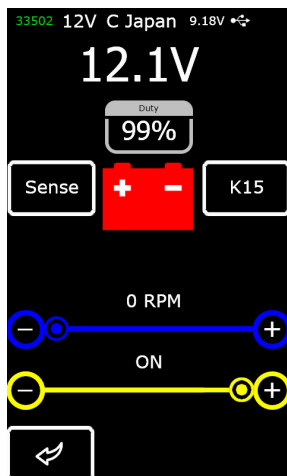 33502 12V C Japan 9.18V
12.1V
Duty
99%
Sense
+ −
K15
0 RPM
− +
ON
− +